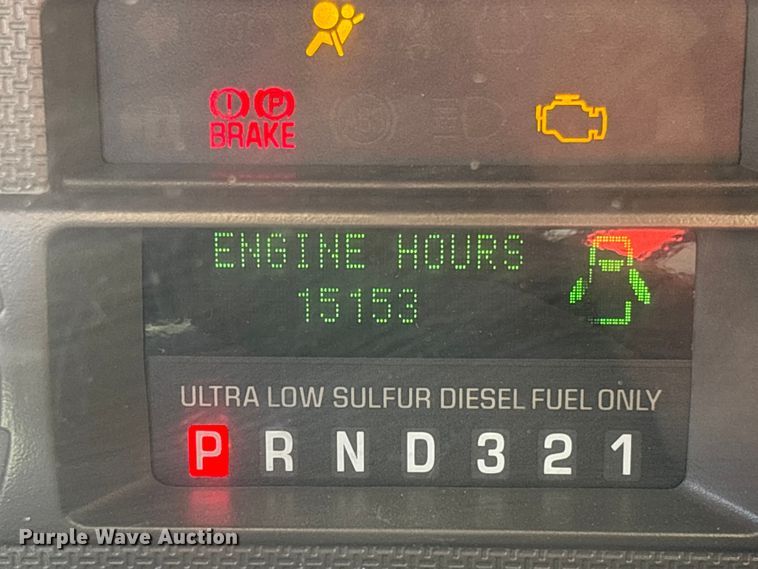 BRAKE
ENGINE HOURS
15153
ULTRA LOW SULFUR DIESEL FUEL ONLY
P R N D 3 2 1
Purple Wave Auction